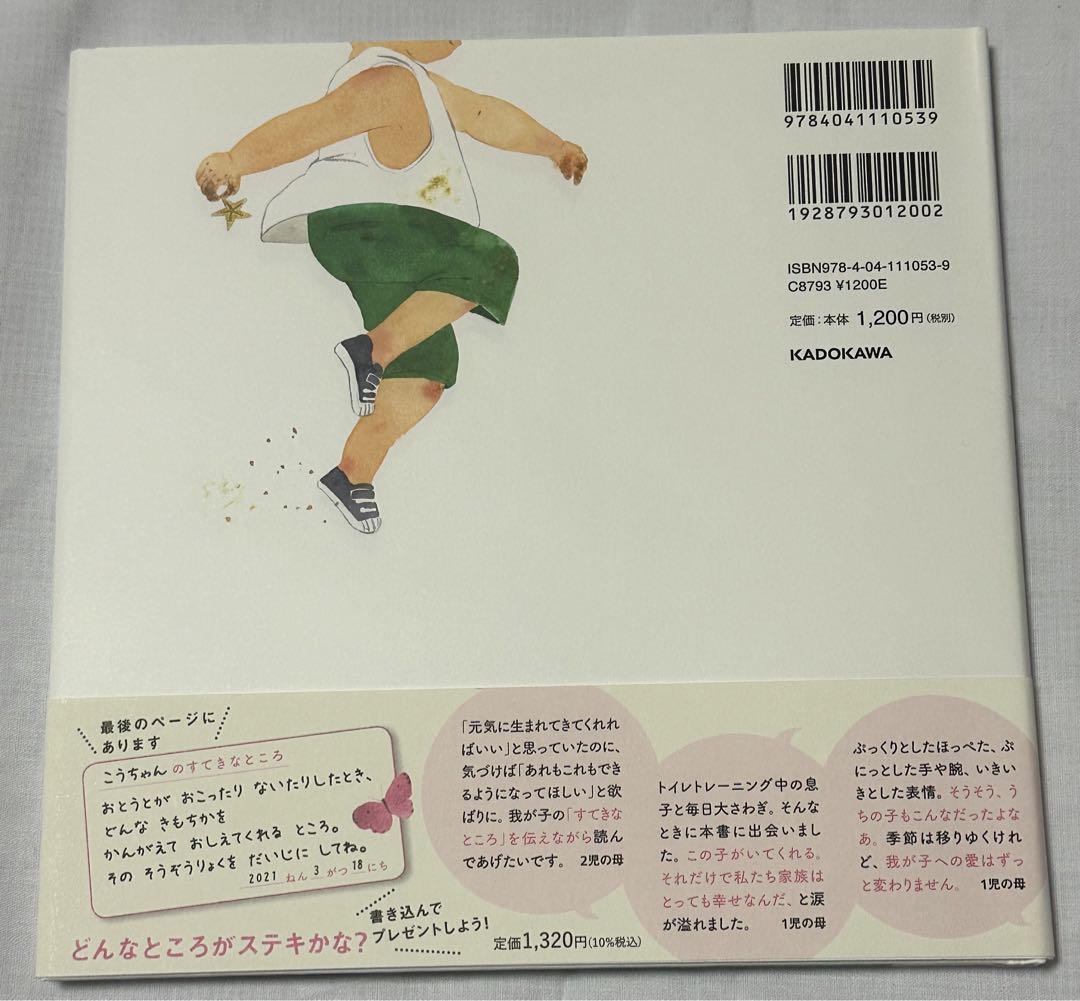 9784041110539
1928793012002
ISBN978-4-04-111053-9
C8793 ¥1200E
定価：本体 1,200円（税別）
KADOKAWA
最後のページに
あります
こうちゃん のすてきなところ
おとうとが おこったり ないたりしたとき、
どんな きもちかを
かんがえて おしえてくれる ところ。
その そうぞうりょくを だいじに してね。
2021 ねん 3 がつ 18 にち
書き込んで
プレゼントしよう！
どんなところがステキかな？
「元気に生まれてきてくれれ
ばいい」と思っていたのに、
気づけば「あれもこれもでき
るようになってほしい」と欲
ばりに。我が子の「すてきな
ところ」を伝えながら読ん
であげたいです。 2児の母
定価1,320円（10%税込）
トイレトレーニング中の息
子と毎日大さわぎ。そんな
ときに本書に出会いまし
た。この子がいてくれる。
それだけで私たち家族は
とっても幸せなんだ、と涙
が溢れました。 1児の母
ぷっくりとしたほっぺた、ぷ
にっとした手や腕、いきい
きとした表情。そうそう、う
ちの子もこんなだったよな
あ。季節は移りゆくけれ
ど、我が子への愛はずっ
と変わりません。 1児の母